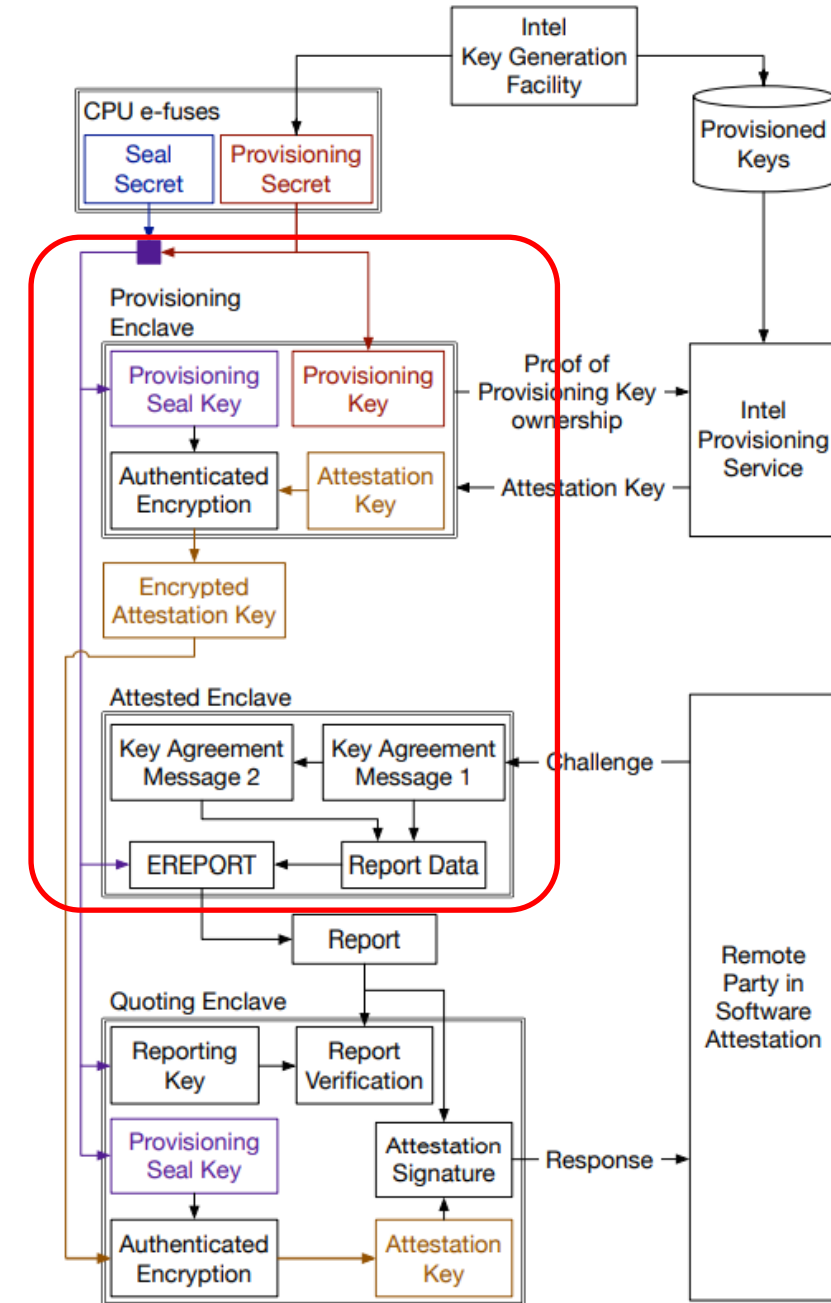 Intel
Key Generation
Facility
CPU e-fuses
Seal
Secret
Provisioning
Secret
Provisioned
Keys
Provisioning
Enclave
Provisioning
Seal Key
Provisioning
Key
Proof of
Provisioning Key
ownership
Intel
Provisioning
Service
Authenticated
Encryption
Attestation
Key
Attestation Key
Encrypted
Attestation Key
Attested Enclave
Key Agreement
Message 2
Key Agreement
Message 1
Challenge
EREPORT
Report Data
Report
Remote
Party in
Software
Attestation
Quoting Enclave
Reporting
Key
Report
Verification
Provisioning
Seal Key
Attestation
Signature
Response
Authenticated
Encryption
Attestation
Key